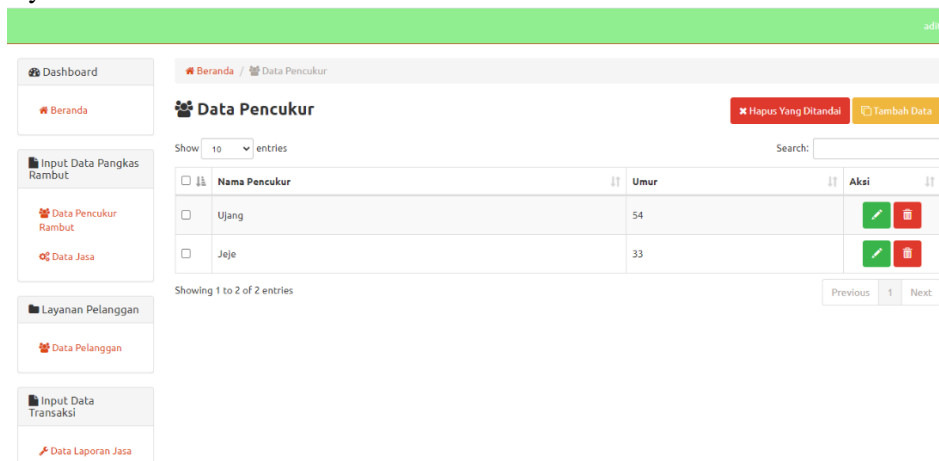 Dashboard
Beranda
Input Data Pangkas
Rambut
Data Pencukur
Rambut
Data Jasa
Layanan Pelanggan
Data Pelanggan
Input Data
Transaksi
Data Laporan Jasa
Beranda / Data Pencukur
Data Pencukur
Hapus Yang Ditandai Tambah Data
Show 10 entries Search:
Nama Pencukur Umur Aksi
Ujang 54
Jeje 33
Showing 1 to 2 of 2 entries Previous 1 Next